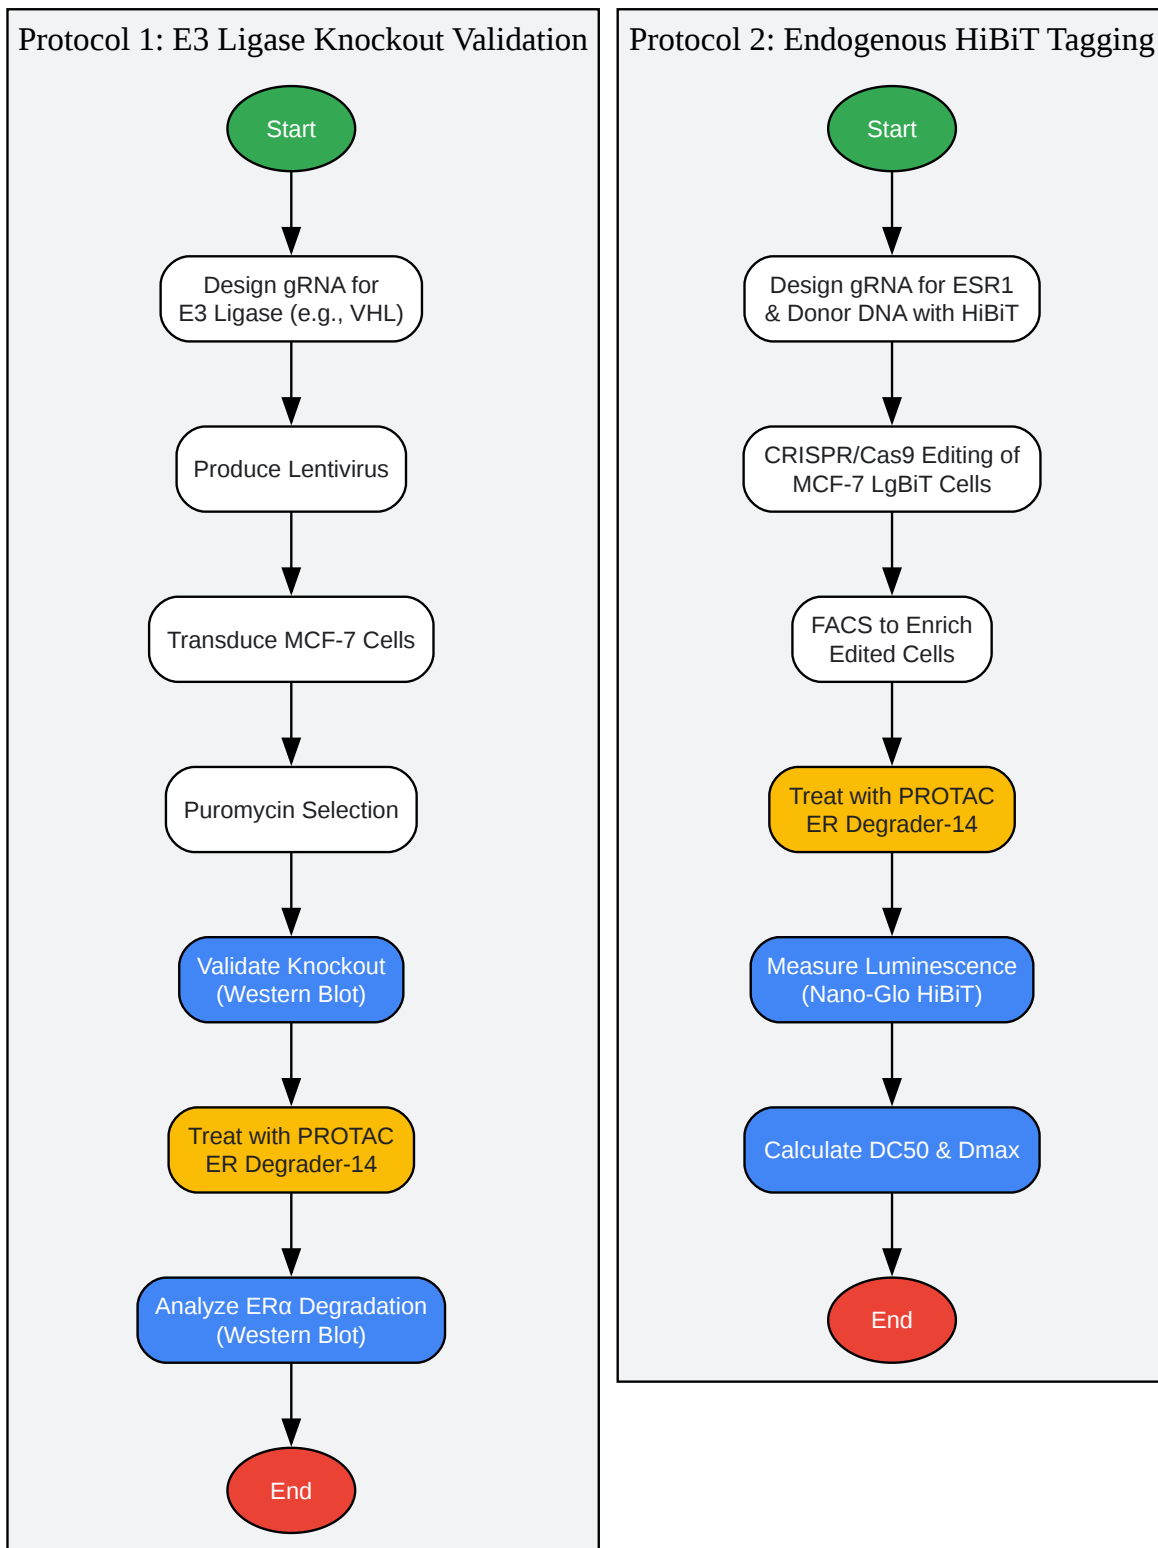 Protocol 1: E3 Ligase Knockout Validation
Start
Design gRNA for
E3 Ligase (e.g., VHL)
Produce Lentivirus
Transduce MCF-7 Cells
Puromycin Selection
Validate Knockout
(Western Blot)
Treat with PROTAC
ER Degrader-14
Analyze ERα Degradation
(Western Blot)
End
Protocol 2: Endogenous HiBiT Tagging
Start
Design gRNA for ESR1
& Donor DNA with HiBiT
CRISPR/Cas9 Editing of
MCF-7 LgBiT Cells
FACS to Enrich
Edited Cells
Treat with PROTAC
ER Degrader-14
Measure Luminescence
(Nano-Glo HiBiT)
Calculate DC50 & Dmax
End